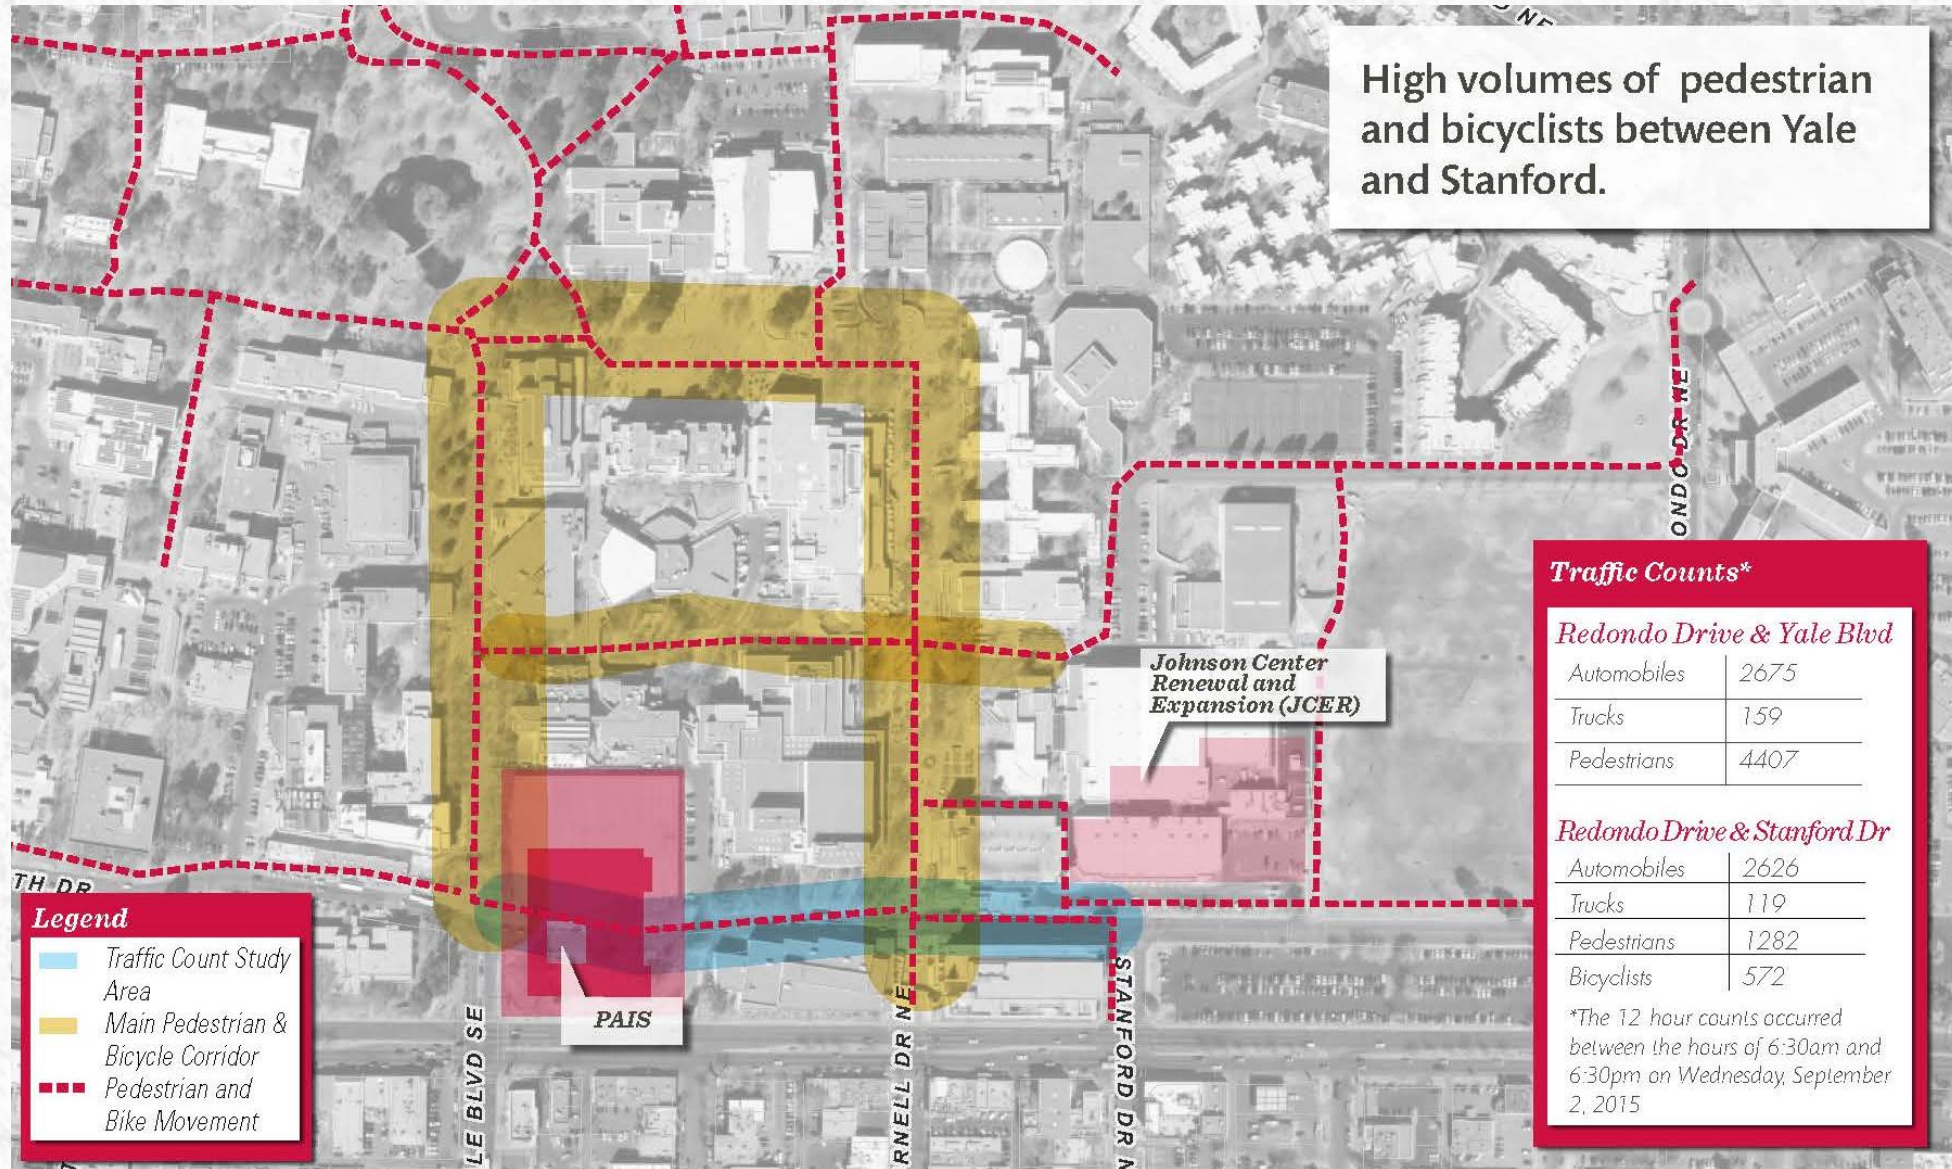 High volumes of pedestrian
and bicyclists between Yale
and Stanford.
NE
ONDO DR NE
Johnson Center
Renewal and
Expansion (JCER)
PAIS
TH DR
LE BLVD SE
RNELL DR NE
STANFORD DR N
Legend
Traffic Count Study
Area
Main Pedestrian &
Bicycle Corridor
Pedestrian and
Bike Movement
Traffic Counts*
Redondo Drive & Yale Blvd
Automobiles 2675
Trucks 159
Pedestrians 4407
Redondo Drive & Stanford Dr
Automobiles 2626
Trucks 119
Pedestrians 1282
Bicyclists 572
*The 12 hour counts occurred
between the hours of 6:30am and
6:30pm on Wednesday, September
2, 2015